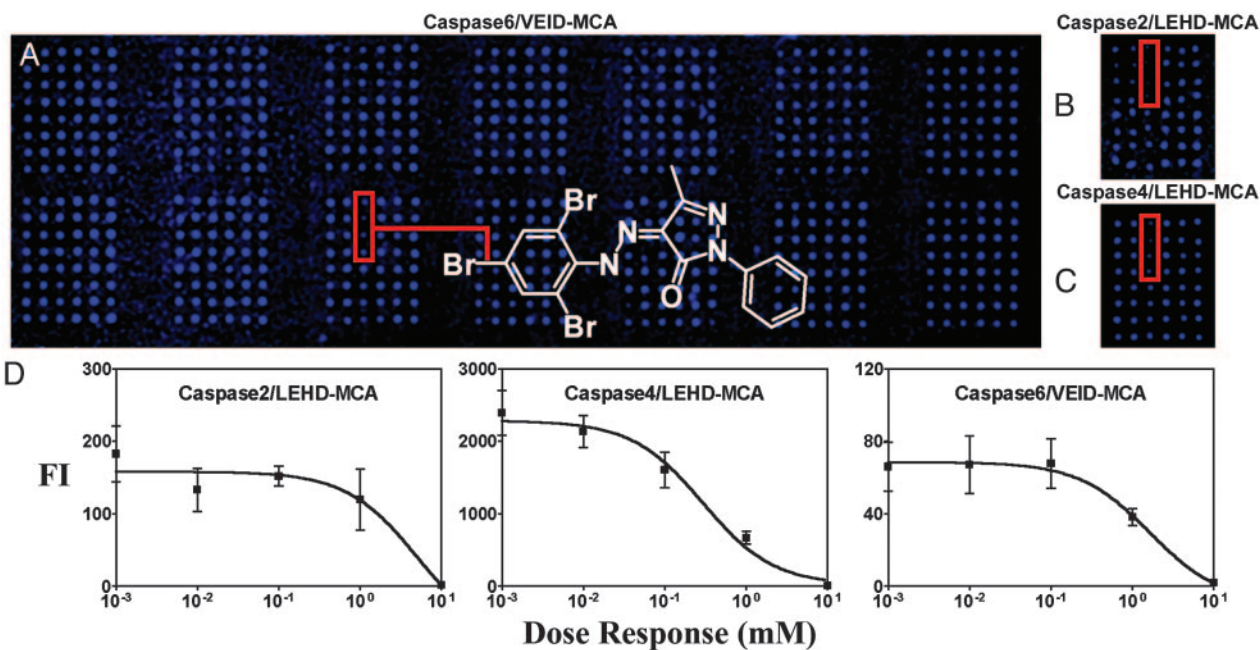 Caspase6/VEID-MCA
A
Br
Br
Br
N
N
N
N
O
Caspase2/LEHD-MCA
B
Caspase4/LEHD-MCA
C
D
FI
300
200
100
0
Caspase2/LEHD-MCA
10-3 10-2 10-1 100 101
3000
2000
1000
0
Caspase4/LEHD-MCA
10-3 10-2 10-1 100 101
120
80
40
0
Caspase6/VEID-MCA
10-3 10-2 10-1 100 101
Dose Response (mM)